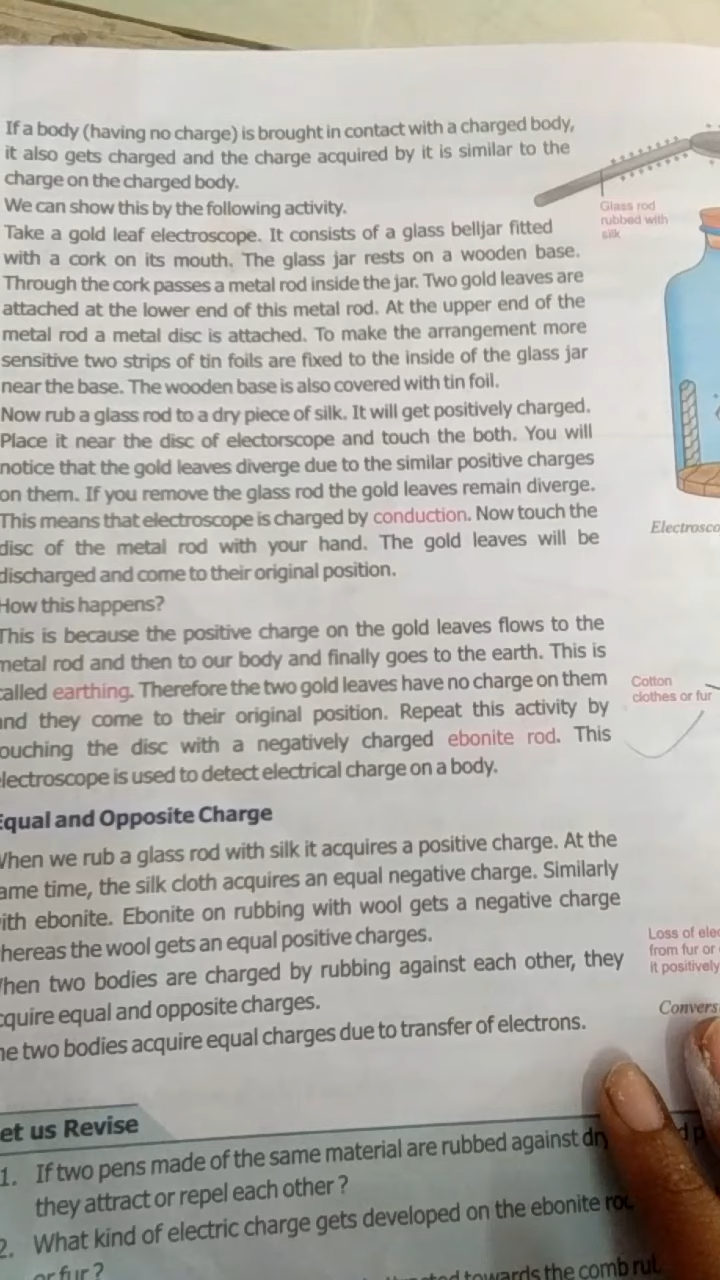 If a body (having no charge) is brought in contact with a charged body,
it also gets charged and the charge acquired by it is similar to the
charge on the charged body.
We can show this by the following activity.
Take a gold leaf electroscope. It consists of a glass belljar fitted
with a cork on its mouth. The glass jar rests on a wooden base.
Through the cork passes a metal rod inside the jar. Two gold leaves are
attached at the lower end of this metal rod. At the upper end of the
metal rod a metal disc is attached. To make the arrangement more
sensitive two strips of tin foils are fixed to the inside of the glass jar
near the base. The wooden base is also covered with tin foil.
Now rub a glass rod to a dry piece of silk. It will get positively charged.
Place it near the disc of electorscope and touch the both. You will
notice that the gold leaves diverge due to the similar positive charges
on them. If you remove the glass rod the gold leaves remain diverge.
This means that electroscope is charged by conduction. Now touch the
disc of the metal rod with your hand. The gold leaves will be
discharged and come to their original position.
How this happens?
This is because the positive charge on the gold leaves flows to the
metal rod and then to our body and finally goes to the earth. This is
called earthing. Therefore the two gold leaves have no charge on them
and they come to their original position. Repeat this activity by
ouching the disc with a negatively charged ebonite rod. This
electroscope is used to detect electrical charge on a body.
Equal and Opposite Charge
When we rub a glass rod with silk it acquires a positive charge. At the
ame time, the silk cloth acquires an equal negative charge. Similarly
ith ebonite. Ebonite on rubbing with wool gets a negative charge
hereas the wool gets an equal positive charges.
hen two bodies are charged by rubbing against each other, they
cquire equal and opposite charges.
he two bodies acquire equal charges due to transfer of electrons.
et us Revise
1. If two pens made of the same material are rubbed against dry
they attract or repel each other ?
2. What kind of electric charge gets developed on the ebonite
or fur ?
towards the comb
Glass rod
rubbed with
silk
Electrosco
Cotton
clothes or fur
Loss of elec
from fur or
it positively
Convers